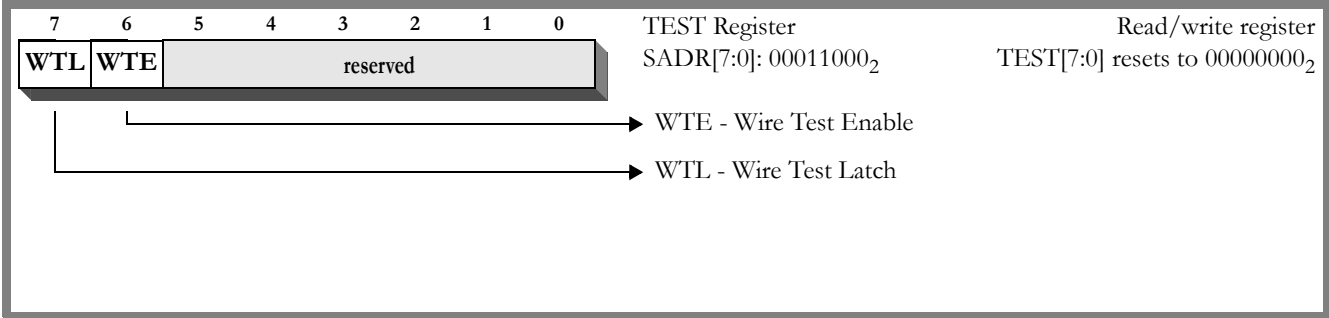 7 6 5 4 3 2 1 0
WTL WTE reserved
TEST Register Read/write register
SADR[7:0]: 00011000₂ TEST[7:0] resets to 00000000₂
WTE - Wire Test Enable
WTL - Wire Test Latch